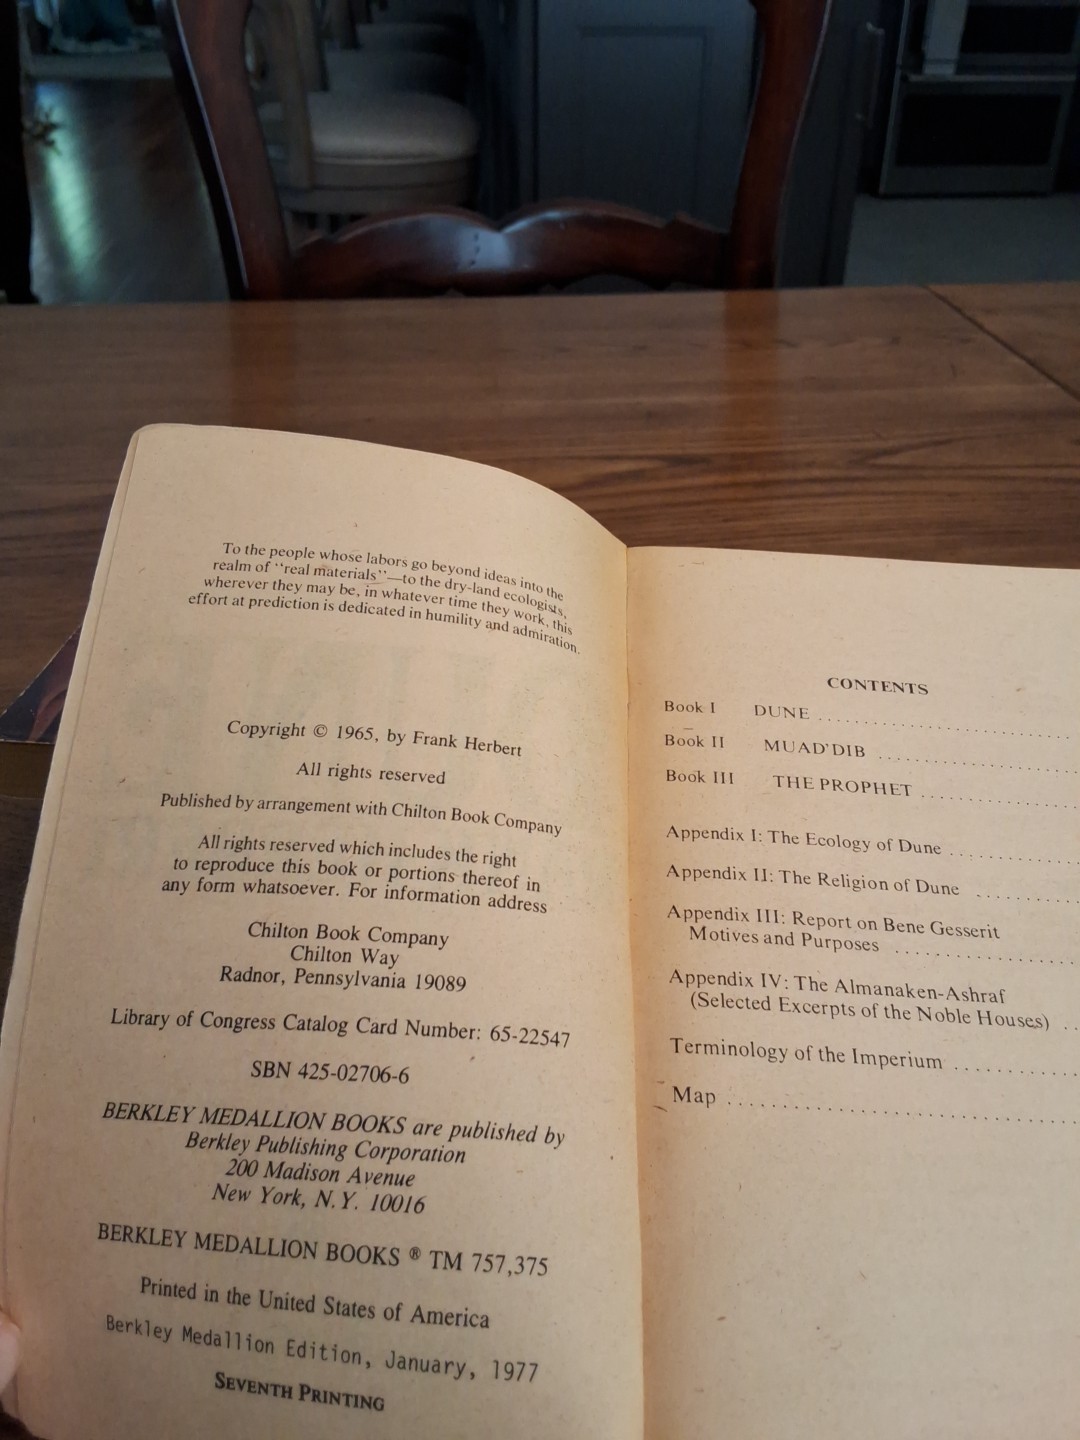 To the people whose labors go beyond ideas into the
realm of "real materials"—to the dry-land ecologists,
wherever they may be, in whatever time they work, this
effort at prediction is dedicated in humility and admiration.
Copyright © 1965, by Frank Herbert
All rights reserved
Published by arrangement with Chilton Book Company
All rights reserved which includes the right
to reproduce this book or portions thereof in
any form whatsoever. For information address
Chilton Book Company
Chilton Way
Radnor, Pennsylvania 19089
Library of Congress Catalog Card Number: 65-22547
SBN 425-02706-6
BERKLEY MEDALLION BOOKS are published by
Berkley Publishing Corporation
200 Madison Avenue
New York, N.Y. 10016
BERKLEY MEDALLION BOOKS ® TM 757,375
Printed in the United States of America
Berkley Medallion Edition, January, 1977
SEVENTH PRINTING
CONTENTS
Book I DUNE ....................
Book II MUAD'DIB ....................
Book III THE PROPHET ....................
Appendix I: The Ecology of Dune ....................
Appendix II: The Religion of Dune ....................
Appendix III: Report on Bene Gesserit
Motives and Purposes ....................
Appendix IV: The Almanaken-Ashraf
(Selected Excerpts of the Noble Houses) ..
Terminology of the Imperium ....................
Map ....................